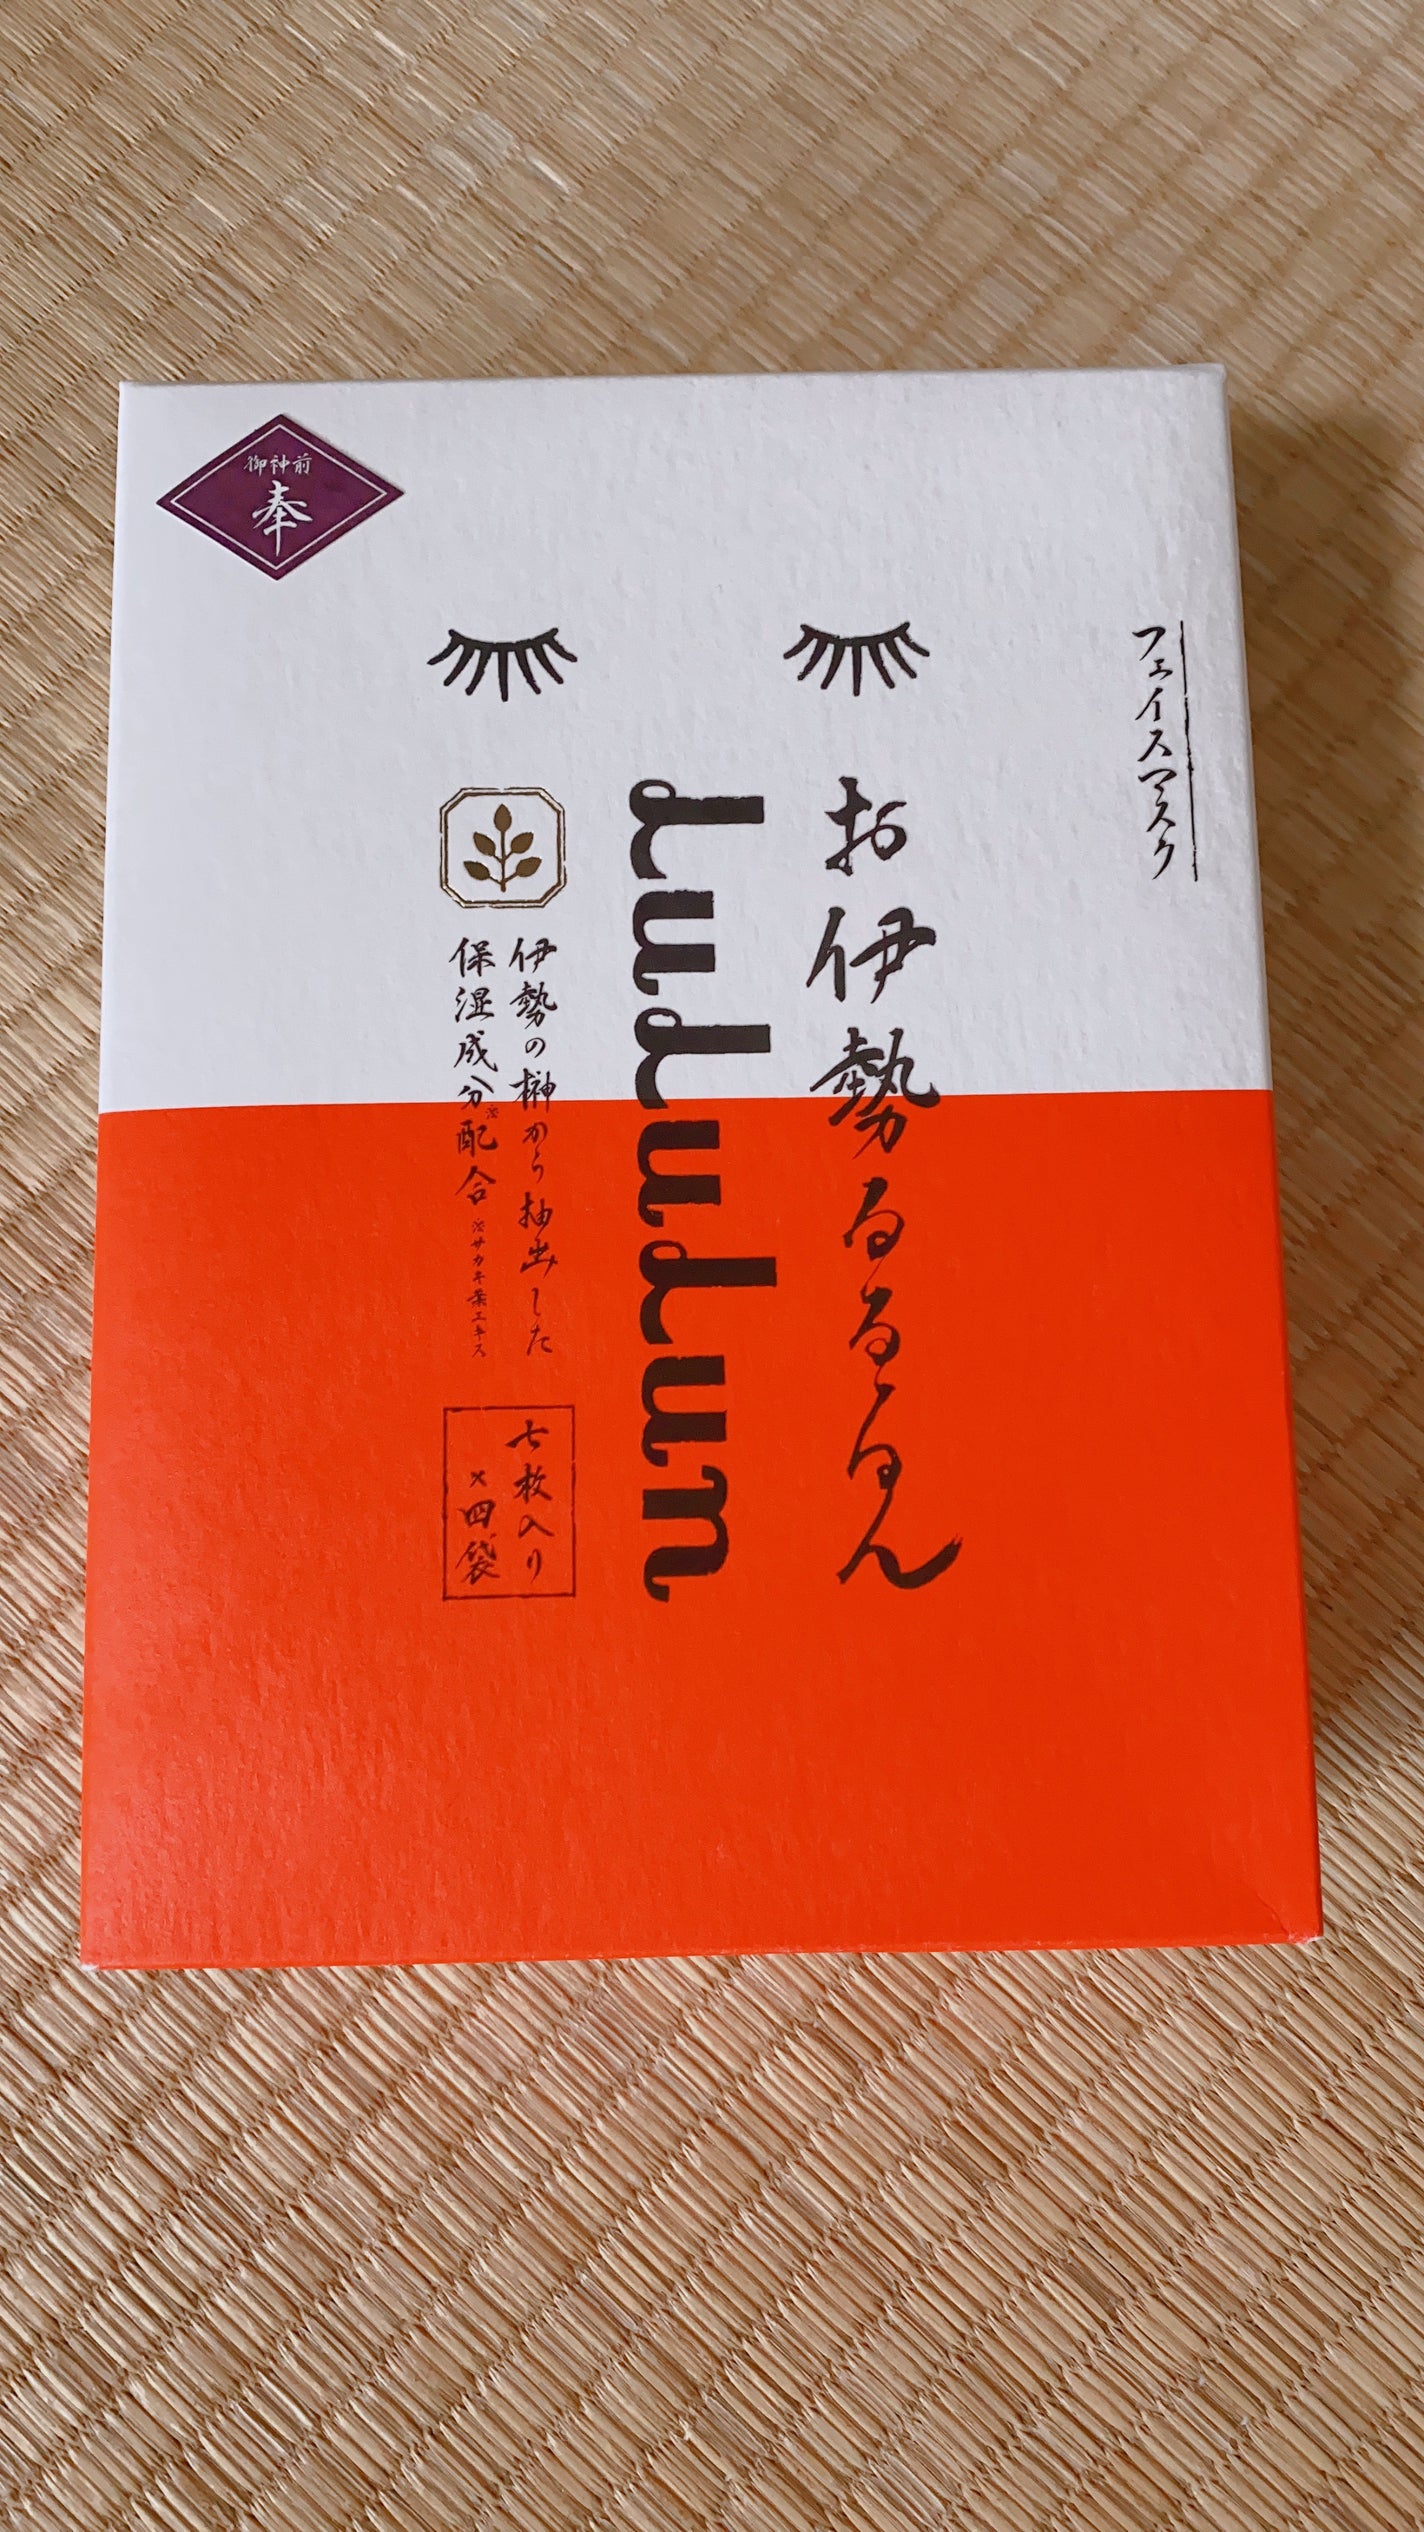 御神前
奉
フェイスマスク
お伊勢るるるん
LuLuLun
伊勢の榊から抽出した
保湿成分※配合 ※サカキ葉エキス
七枚入り
×四袋